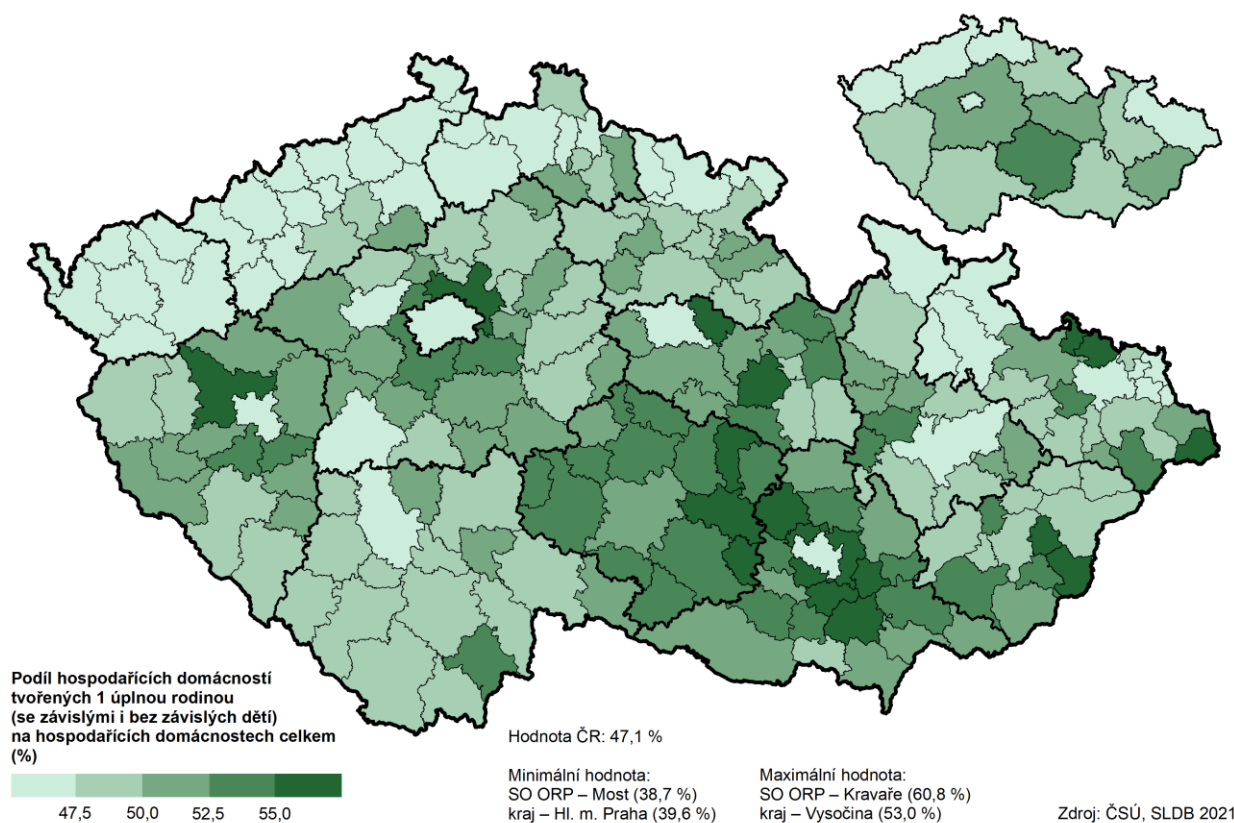 Podíl hospodařících domácností
tvořených 1 úplnou rodinou
(se závislými i bez závislých dětí)
na hospodařících domácnostech celkem
(%)
47,5 50,0 52,5 55,0
Hodnota ČR: 47,1 %
Minimální hodnota:
SO ORP – Most (38,7 %)
kraj – Hl. m. Praha (39,6 %)
Maximální hodnota:
SO ORP – Kravaře (60,8 %)
kraj – Vysočina (53,0 %)
Zdroj: ČSÚ, SLDB 2021